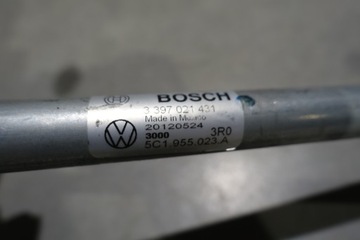 BOSCH
3 397 021 431
Made in Mexico
20120524
3000 3R0
5C1 955 023 A